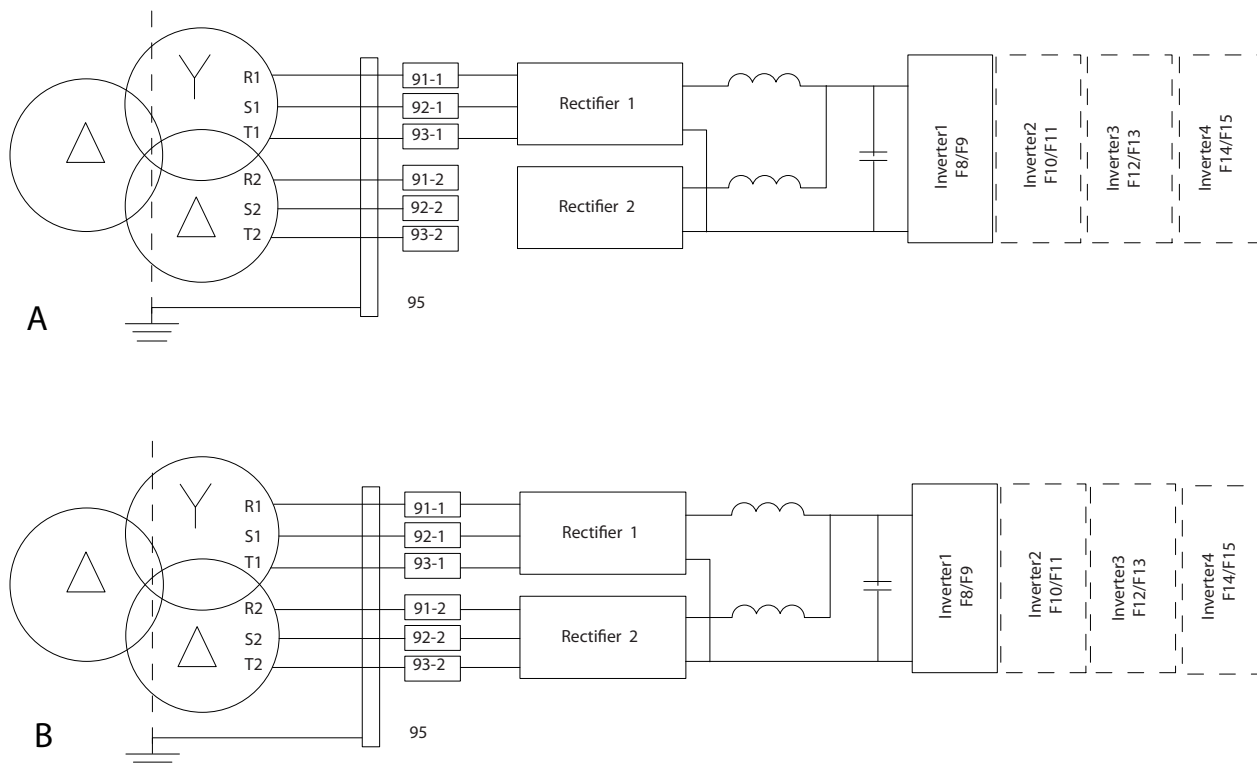 R1
S1
T1
R2
S2
T2
91-1
92-1
93-1
91-2
92-2
93-2
95
Rectifier 1
Rectifier 2
Inverter1
F8/F9
Inverter2
F10/F11
Inverter3
F12/F13
Inverter4
F14/F15
A
R1
S1
T1
R2
S2
T2
91-1
92-1
93-1
91-2
92-2
93-2
95
Rectifier 1
Rectifier 2
Inverter1
F8/F9
Inverter2
F10/F11
Inverter3
F12/F13
Inverter4
F14/F15
B